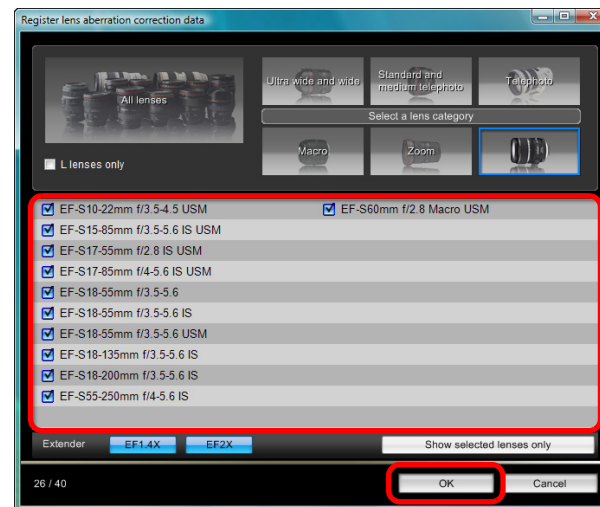 Register lens aberration correction data
All lenses
Ultra wide and wide
Standard and
medium telephoto
Telephoto
Select a lens category
Macro
Zoom
L lenses only
EF-S10-22mm f/3.5-4.5 USM
EF-S60mm f/2.8 Macro USM
EF-S15-85mm f/3.5-5.6 IS USM
EF-S17-55mm f/2.8 IS USM
EF-S17-85mm f/4-5.6 IS USM
EF-S18-55mm f/3.5-5.6
EF-S18-55mm f/3.5-5.6 IS
EF-S18-55mm f/3.5-5.6 USM
EF-S18-135mm f/3.5-5.6 IS
EF-S18-200mm f/3.5-5.6 IS
EF-S55-250mm f/4-5.6 IS
Extender EF1.4X EF2X Show selected lenses only
26 / 40 OK Cancel